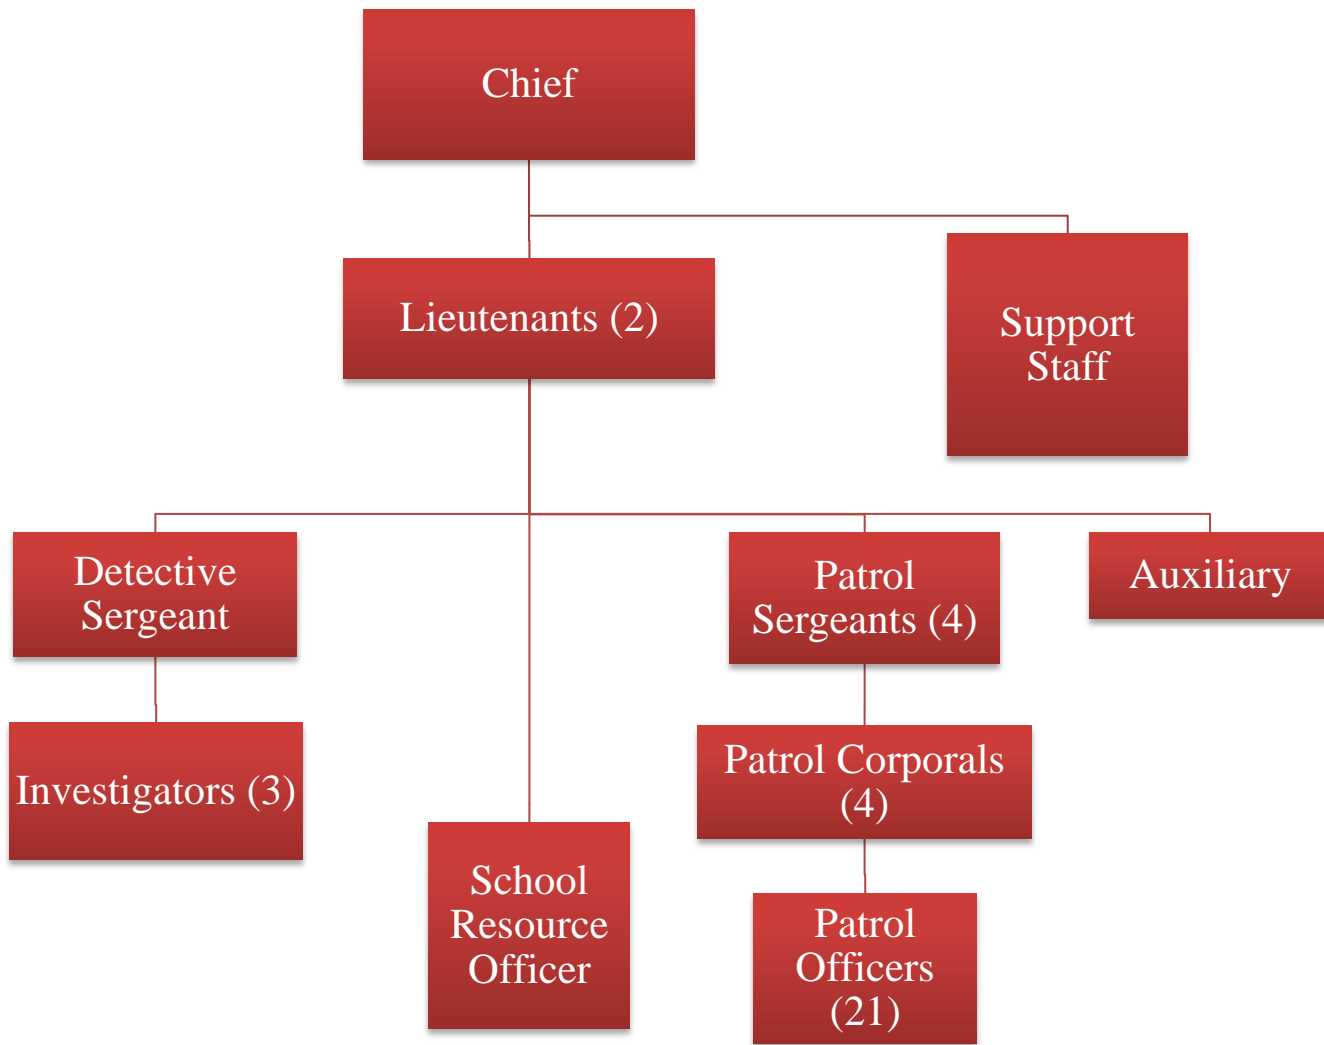 Chief
Lieutenants (2)
Support
Staff
Detective
Sergeant
Patrol
Sergeants (4)
Auxiliary
Investigators (3)
Patrol Corporals
(4)
School
Resource
Officer
Patrol
Officers
(21)